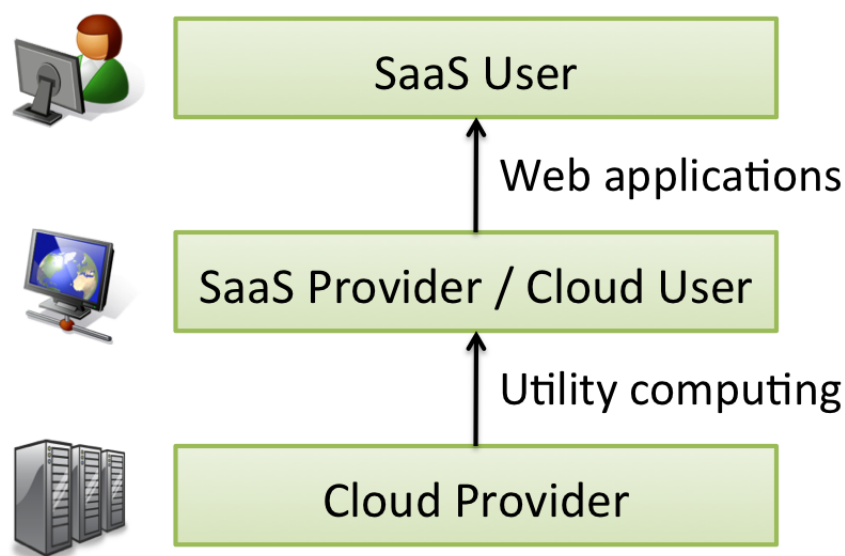 SaaS User
Web applications
SaaS Provider / Cloud User
Utility computing
Cloud Provider